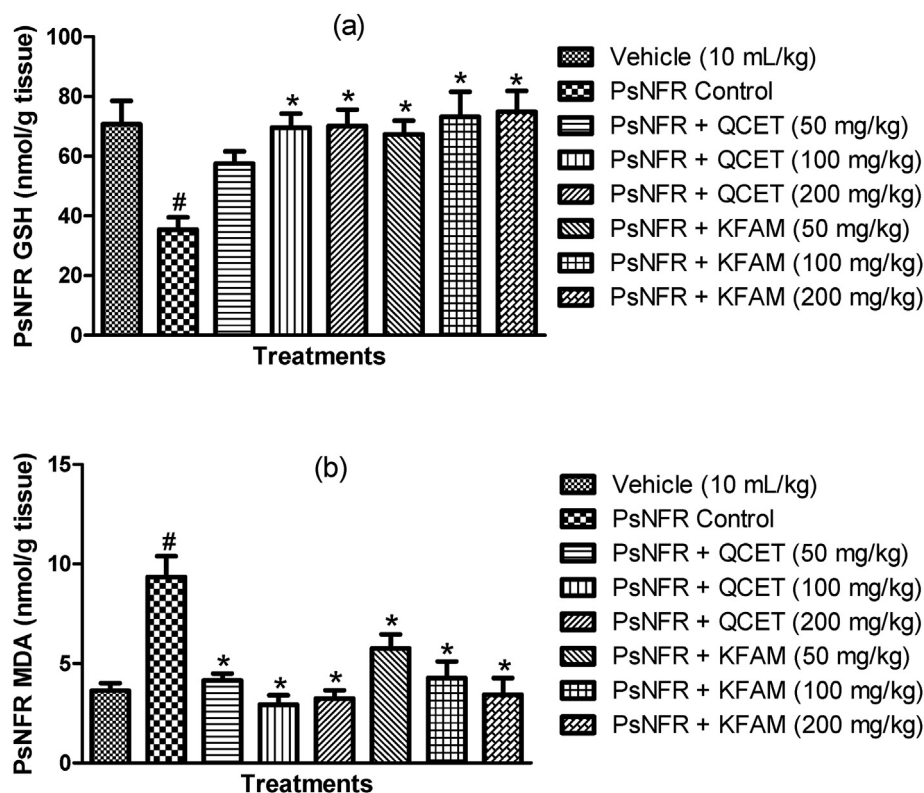 (a)
PsNFR GSH (nmol/g tissue)
100
80
60
40
20
0
#
*
*
*
*
*
Treatments
Vehicle (10 mL/kg)
PsNFR Control
PsNFR + QCET (50 mg/kg)
PsNFR + QCET (100 mg/kg)
PsNFR + QCET (200 mg/kg)
PsNFR + KFAM (50 mg/kg)
PsNFR + KFAM (100 mg/kg)
PsNFR + KFAM (200 mg/kg)
(b)
PsNFR MDA (nmol/g tissue)
15
10
5
0
#
*
*
*
*
*
*
Treatments
Vehicle (10 mL/kg)
PsNFR Control
PsNFR + QCET (50 mg/kg)
PsNFR + QCET (100 mg/kg)
PsNFR + QCET (200 mg/kg)
PsNFR + KFAM (50 mg/kg)
PsNFR + KFAM (100 mg/kg)
PsNFR + KFAM (200 mg/kg)